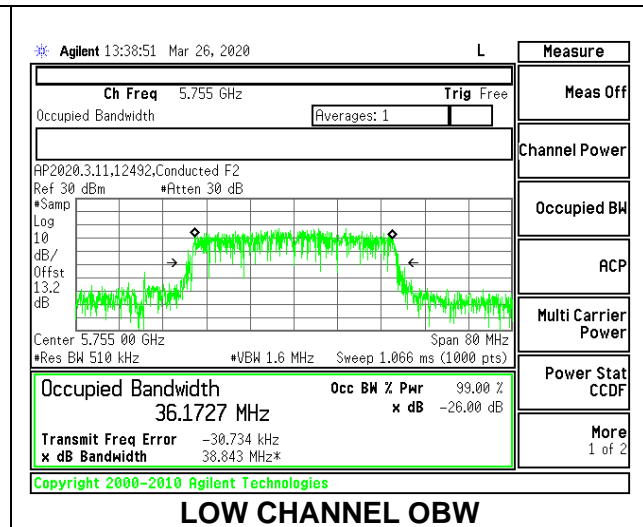 Agilent 13:38:51 Mar 26, 2020 L
Measure
Ch Freq 5.755 GHz Trig Free
Meas Off
Occupied Bandwidth Averages: 1
Channel Power
AP2020.3.11,12492,Conducted F2
Ref 30 dBm #Atten 30 dB
#Samp
Log
10
dB/
Offst
13.2
dB
Occupied BW
ACP
Multi Carrier
Power
Center 5.755 00 GHz Span 80 MHz
#Res BW 510 kHz #VBW 1.6 MHz Sweep 1.066 ms (1000 pts)
Power Stat
CCDF
Occupied Bandwidth Occ BW % Pwr 99.00 %
36.1727 MHz x dB -26.00 dB
Transmit Freq Error -30.734 kHz
x dB Bandwidth 38.843 MHz*
More
1 of 2
Copyright 2000-2010 Agilent Technologies
LOW CHANNEL OBW